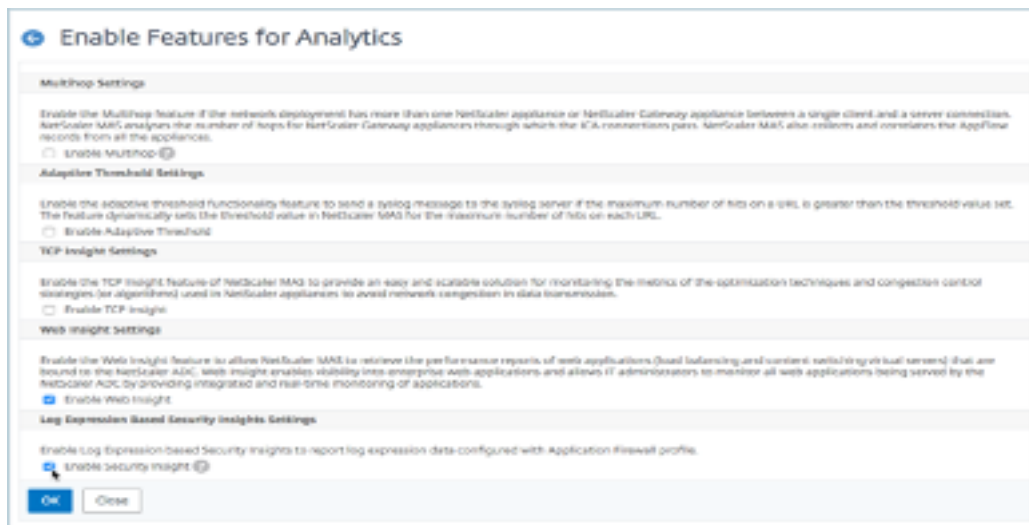 Enable Features for Analytics
Multihop Settings
Enable the Multihop feature if the network deployment has more than one NetScaler appliance or NetScaler Gateway appliance between a single client and a server connection.
NetScaler MAS analyses the number of hops for NetScaler Gateway appliances through which the ICA connections pass. NetScaler MAS also collects and correlates the AppFlow
records from all the appliances.
Enable Multihop
Adaptive Threshold Settings
Enable the adaptive threshold functionality feature to send a syslog message to the syslog server if the maximum number of hits on a URL is greater than the threshold value set.
The feature dynamically sets the threshold value in NetScaler MAS for the maximum number of hits on each URL.
Enable Adaptive Threshold
TCP Insight Settings
Enable the TCP Insight feature of NetScaler MAS to provide an easy and scalable solution for monitoring the metrics of the optimization techniques and congestion control
strategies (or algorithms) used in NetScaler appliances to avoid network congestion in data transmission.
Enable TCP Insight
Web Insight Settings
Enable the Web Insight feature to allow NetScaler MAS to retrieve the performance reports of web applications (load balancing and content switching virtual servers) that are
bound to the NetScaler ADC. Web Insight enables visibility into enterprise web applications and allows IT administrators to monitor all web applications being served by the
NetScaler ADC by providing integrated and real-time monitoring of applications.
Enable Web Insight
Log Expression Based Security Insights Settings
Enable Log Expression based Security Insights to report log expression data configured with Application Firewall profile.
Enable Security Insight
OK Close